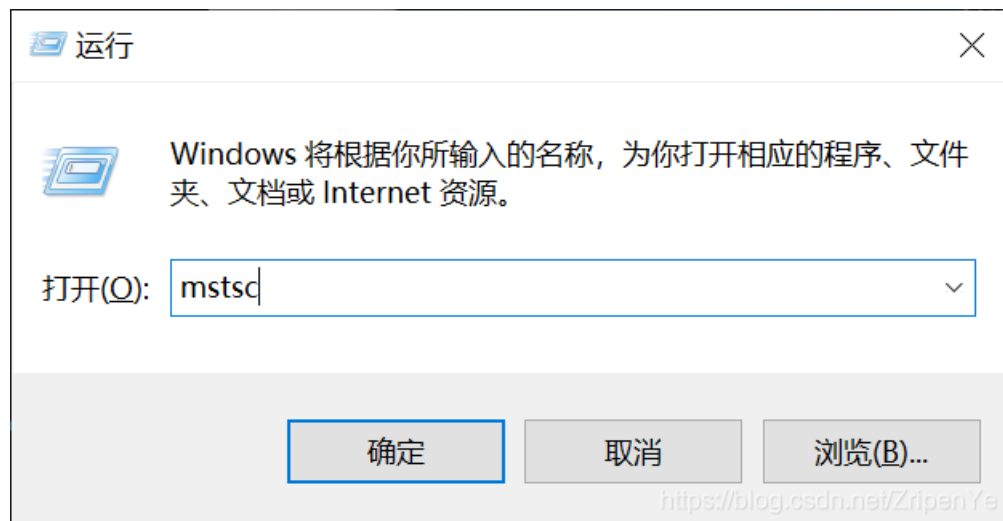 运行
Windows 将根据你所输入的名称，为你打开相应的程序、文件
夹、文档或 Internet 资源。
打开(O): mstsc
确定 取消 浏览(B)...
https://blog.csdn.net/ZripenYe